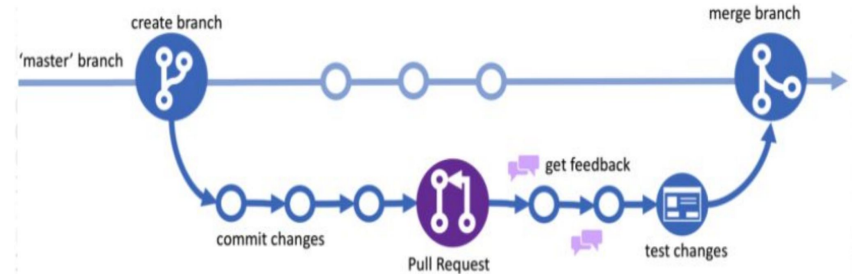 create branch
merge branch
'master' branch
get feedback
commit changes
test changes
Pull Request